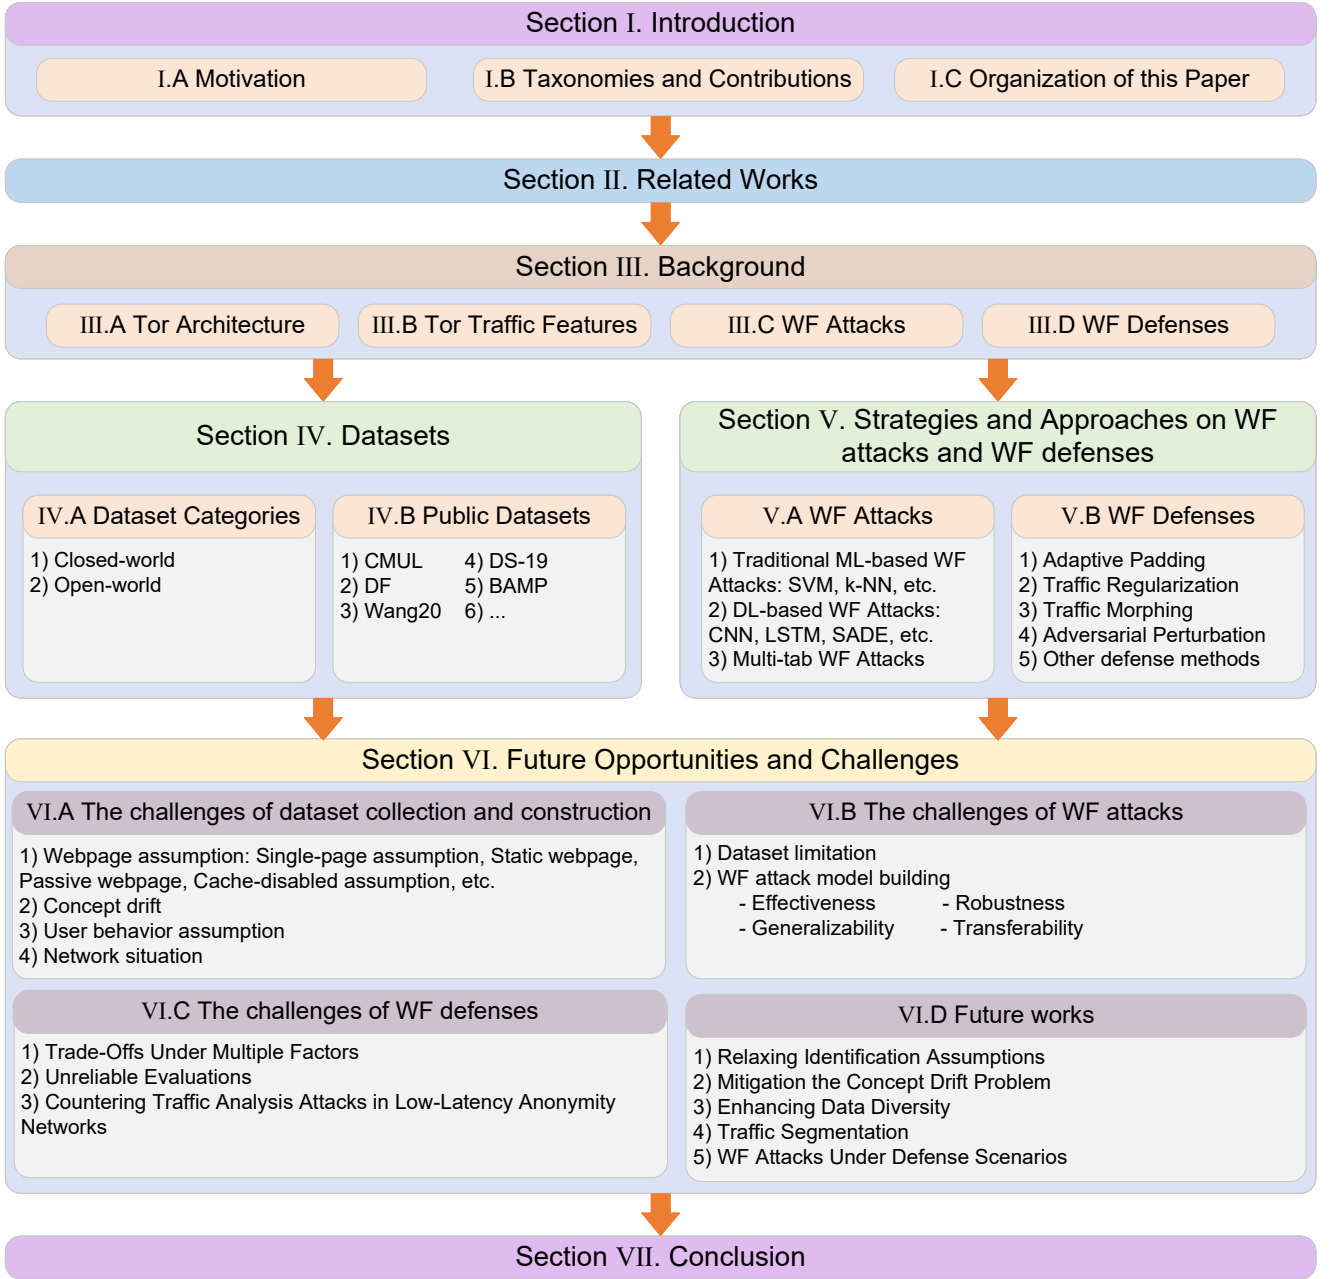 Section I. Introduction
I.A Motivation
I.B Taxonomies and Contributions
I.C Organization of this Paper
Section II. Related Works
Section III. Background
III.A Tor Architecture
III.B Tor Traffic Features
III.C WF Attacks
III.D WF Defenses
Section IV. Datasets
IV.A Dataset Categories
1) Closed-world
2) Open-world
IV.B Public Datasets
1) CMUL
2) DF
3) Wang20
4) DS-19
5) BAMP
6) ...
Section V. Strategies and Approaches on WF
attacks and WF defenses
V.A WF Attacks
1) Traditional ML-based WF
Attacks: SVM, k-NN, etc.
2) DL-based WF Attacks:
CNN, LSTM, SADE, etc.
3) Multi-tab WF Attacks
V.B WF Defenses
1) Adaptive Padding
2) Traffic Regularization
3) Traffic Morphing
4) Adversarial Perturbation
5) Other defense methods
Section VI. Future Opportunities and Challenges
VI.A The challenges of dataset collection and construction
1) Webpage assumption: Single-page assumption, Static webpage,
Passive webpage, Cache-disabled assumption, etc.
2) Concept drift
3) User behavior assumption
4) Network situation
VI.B The challenges of WF attacks
1) Dataset limitation
2) WF attack model building
- Effectiveness - Robustness
- Generalizability - Transferability
VI.C The challenges of WF defenses
1) Trade-Offs Under Multiple Factors
2) Unreliable Evaluations
3) Countering Traffic Analysis Attacks in Low-Latency Anonymity
Networks
VI.D Future works
1) Relaxing Identification Assumptions
2) Mitigation the Concept Drift Problem
3) Enhancing Data Diversity
4) Traffic Segmentation
5) WF Attacks Under Defense Scenarios
Section VII. Conclusion